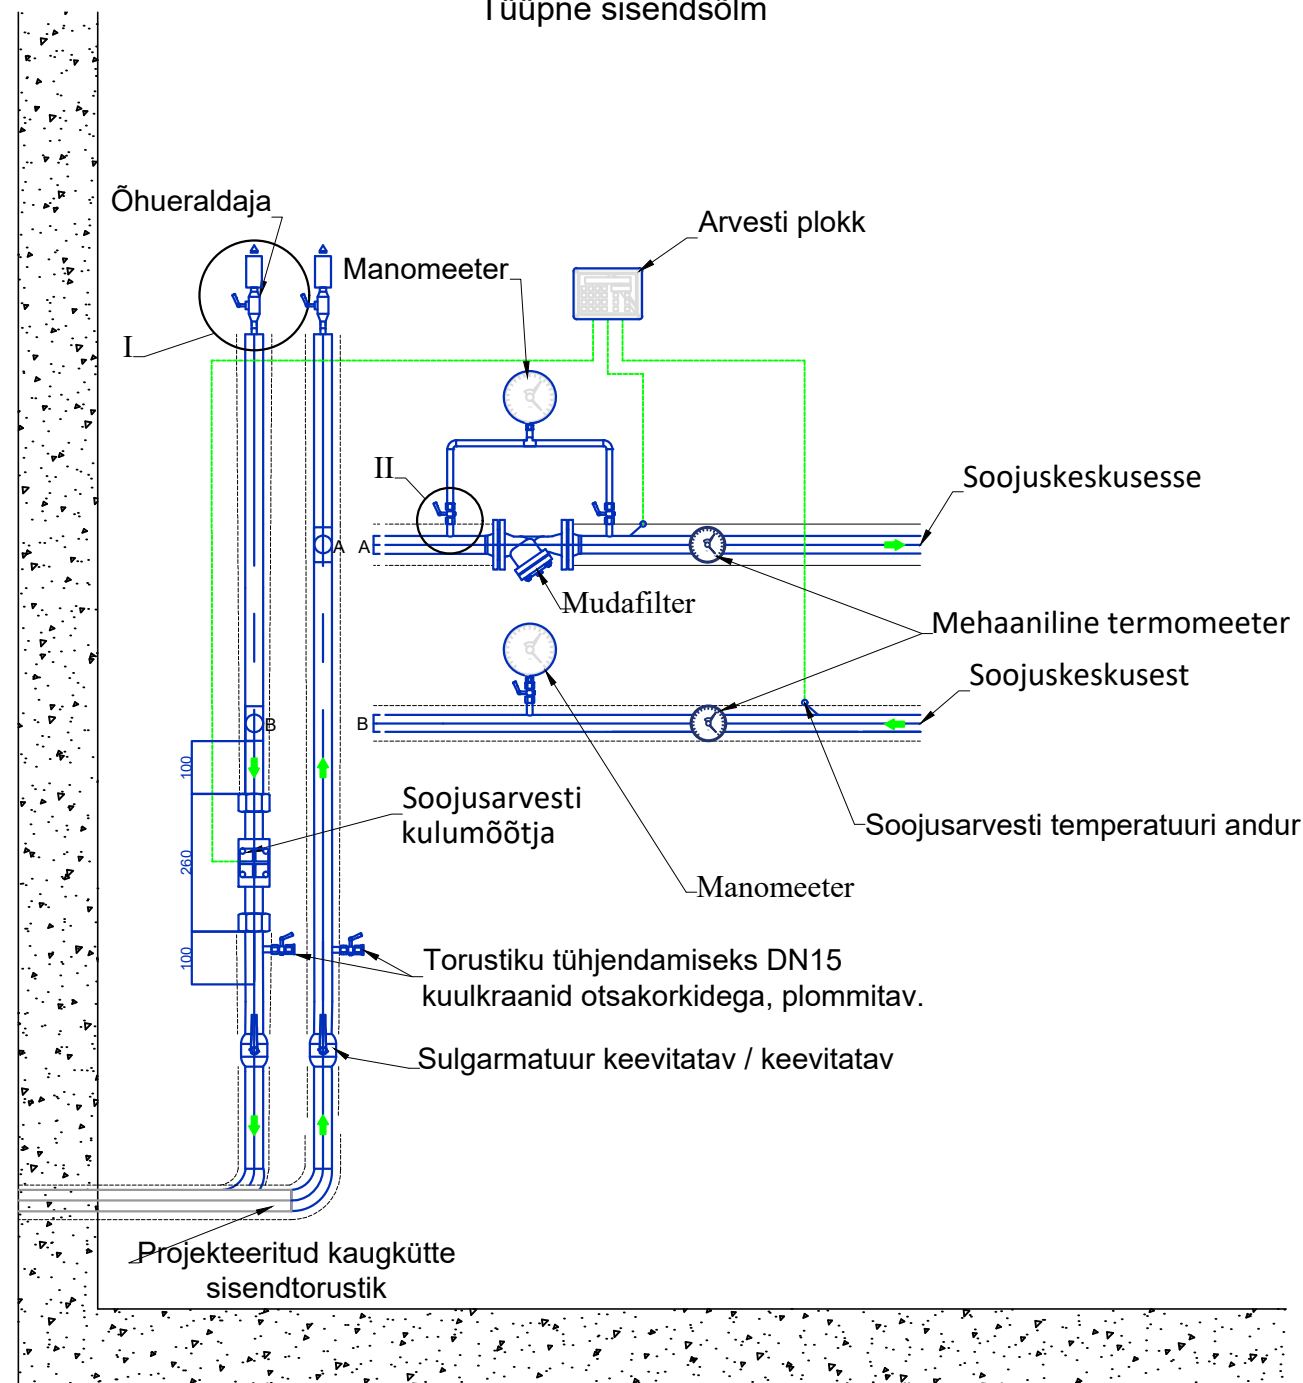 Tüüpne sisendsõlm
Õhueraldaja
Arvesti plokk
Manomeeter
I
II
Soojuskeskusesse
A
A
Mudafilter
Mehaaniline termomeeter
Soojuskeskusest
B
B
100
Soojusarvesti
kulumõõtja
Soojusarvesti temperatuuri andur
260
Manomeeter
100
Torustiku tühjendamiseks DN15
kuulkraanid otsakorkidega, plommitav.
Sulgarmatuur keevitatav / keevitatav
Projekteeritud kaugkütte
sisendtorustik